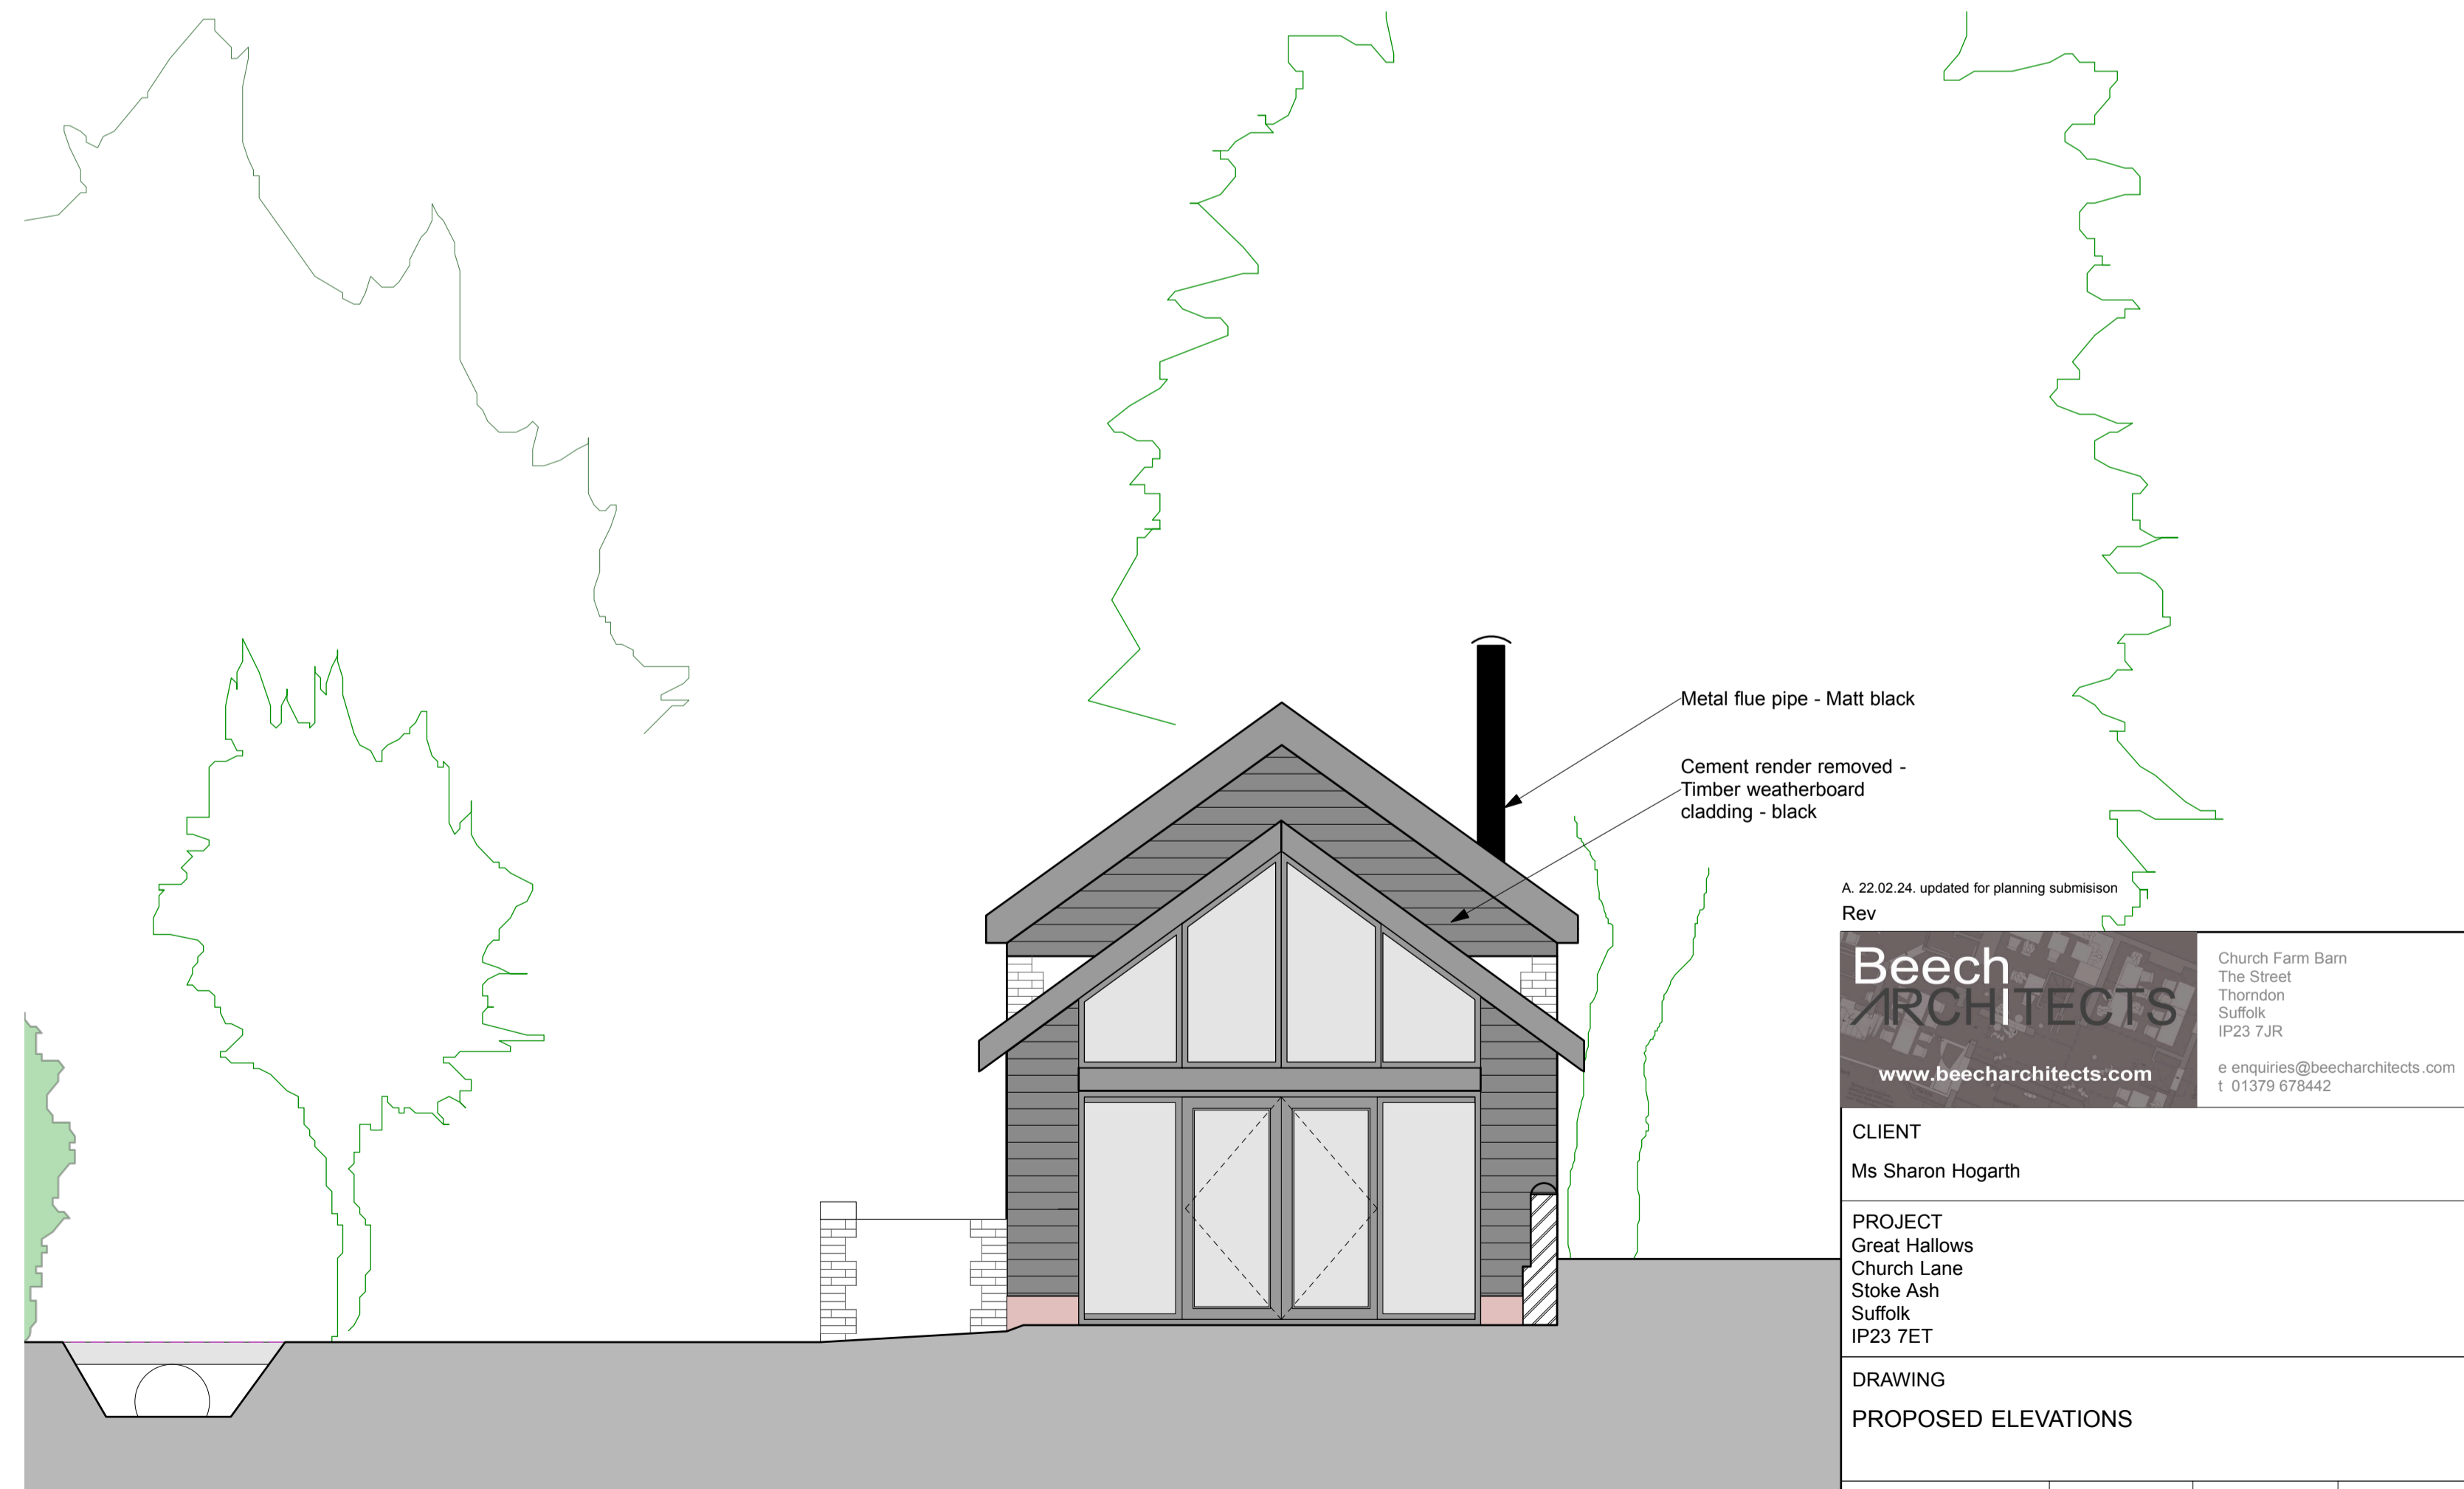 Metal flue pipe - Matt black
Cement render removed -
Timber weatherboard
cladding - black
A. 22.02.24. updated for planning submisison
Rev
Beech
ARCHITECTS
www.beecharchitects.com
Church Farm Barn
The Street
Thorndon
Suffolk
IP23 7JR
e enquiries@beecharchitects.com
t 01379 678442
CLIENT
Ms Sharon Hogarth
PROJECT
Great Hallows
Church Lane
Stoke Ash
Suffolk
IP23 7ET
DRAWING
PROPOSED ELEVATIONS